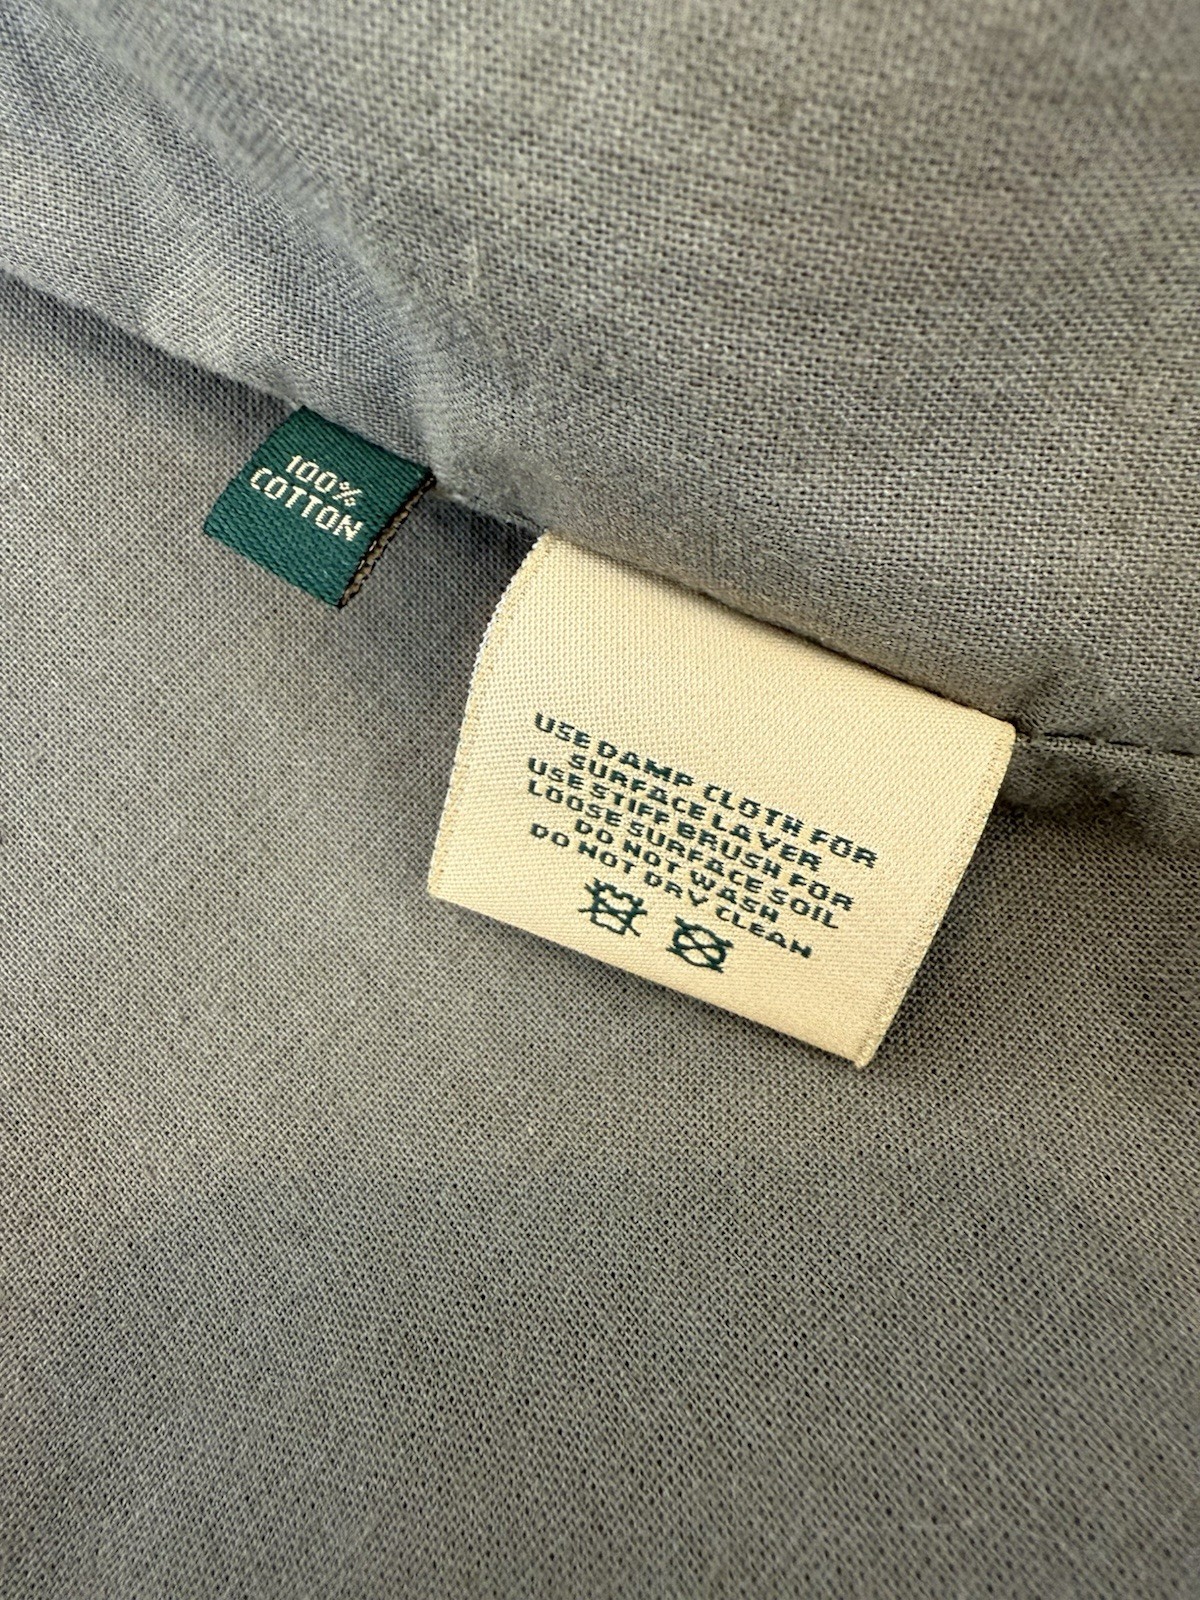 100%
COTTON
USE DAMP CLOTH FOR
SURFACE LAYER
USE STIFF BRUSH FOR
LOOSE SURFACE SOIL
DO NOT WASH
DO NOT DRY CLEAN